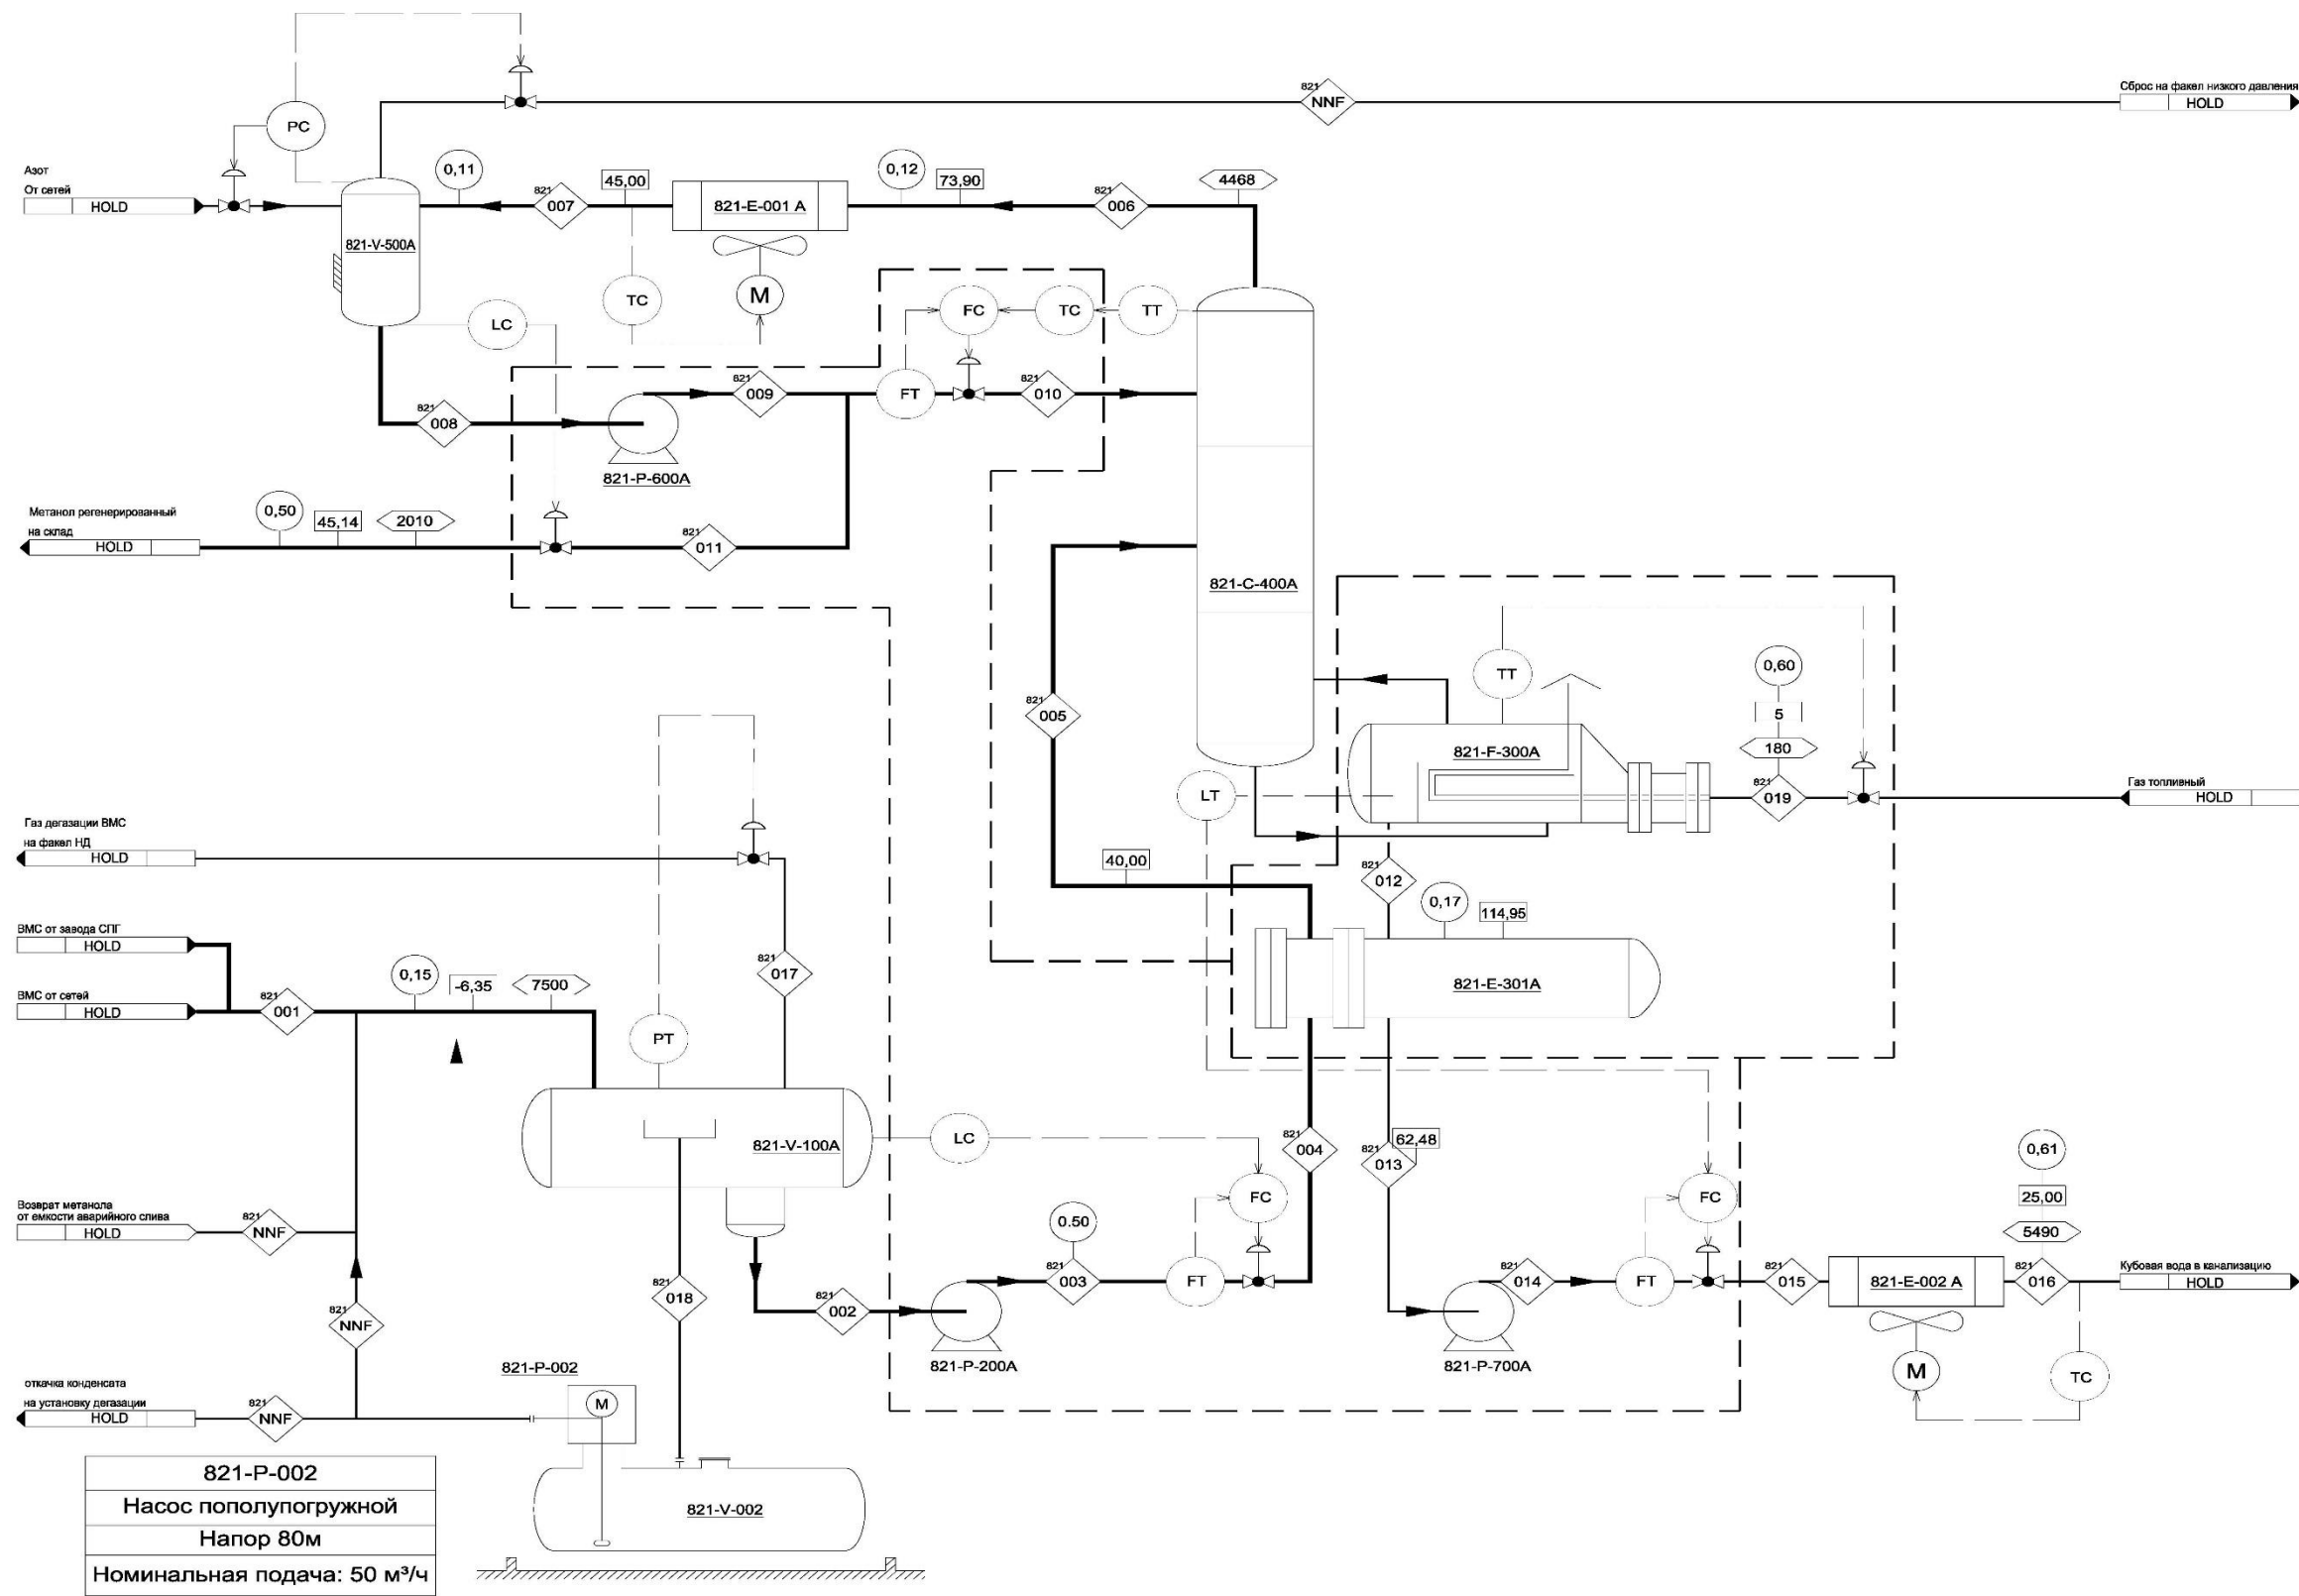 821
NNF
Сброс на факел низкого давления
HOLD
PC
Азот
От сетей
HOLD
0,11
821
007
45,00
821-E-001 A
0,12
73,90
821
006
4468
821-V-500A
TC
M
LC
FC
TC
TT
821
008
821
009
FT
821
010
821-P-600A
Метанол регенерированный
на склад
HOLD
0,50
45,14
2010
821
011
821-C-400A
821
005
TT
0,60
5
180
821
019
821-F-300A
Газ топливный
HOLD
LT
Газ дегазации ВМС
на факел НД
HOLD
40,00
821
012
0,17
114,95
821-E-301A
ВМС от завода СПГ
HOLD
ВМС от сетей
HOLD
821
001
0,15
-6,35
7500
821
017
PT
821-V-100A
LC
821
004
821
013
62,48
FC
FC
0,61
25,00
5490
Возврат метанола
от емкости аварийного слива
HOLD
821
NNF
821
NNF
821
018
821
002
821-P-200A
0.50
821
003
FT
821
014
821-P-700A
FT
821
015
821-E-002 A
821
016
Кубовая вода в канализацию
HOLD
M
TC
откачка конденсата
на установку дегазации
HOLD
821
NNF
821-P-002
M
821-V-002
821-P-002
Насос пополупогружной
Напор 80м
Номинальная подача: 50 м³/ч